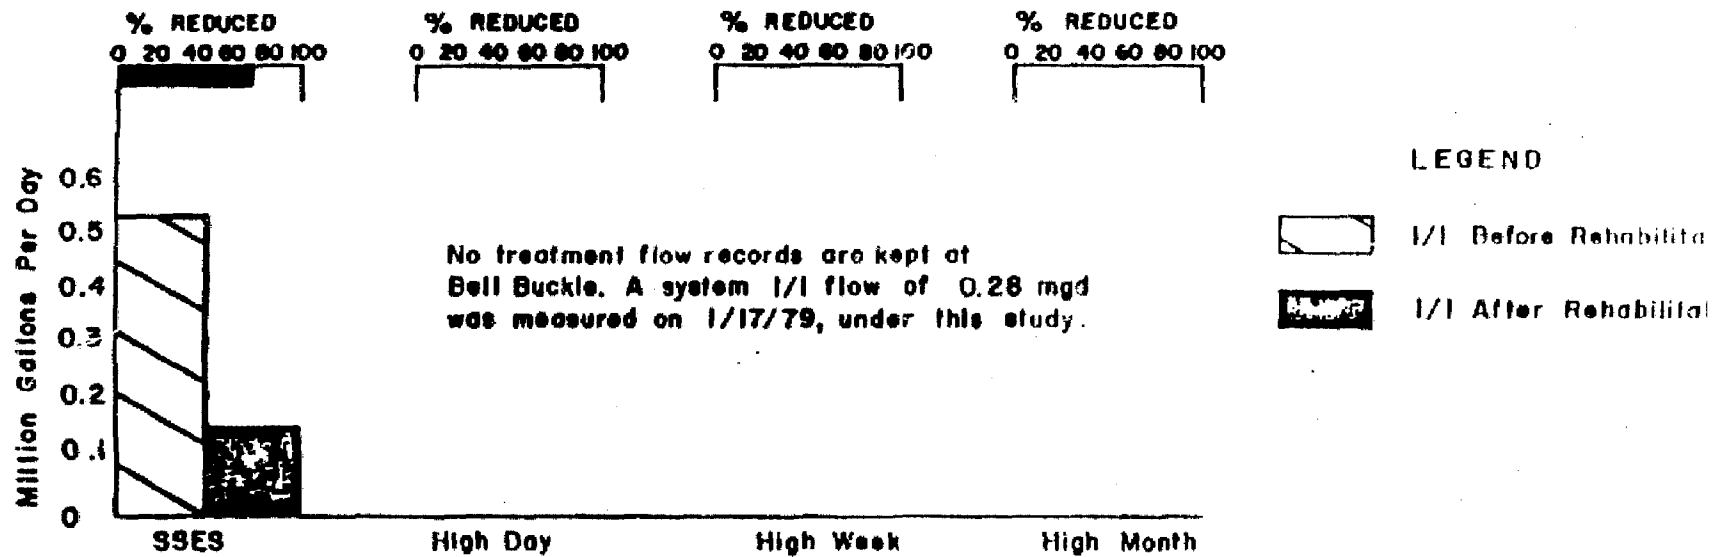 % REDUCED % REDUCED % REDUCED % REDUCED
0 20 40 60 80 100 0 20 40 60 80 100 0 20 40 60 80 100 0 20 40 60 80 100
Million Gallons Per Day
0.6
0.5
0.4
0.3
0.2
0.1
0
No treatment flow records are kept at
Bell Buckle. A system I/I flow of 0.28 mgd
was measured on 1/17/79, under this study.
LEGEND
I/I Before Rehabilita
I/I After Rehabilitat
SSES High Day High Week High Month